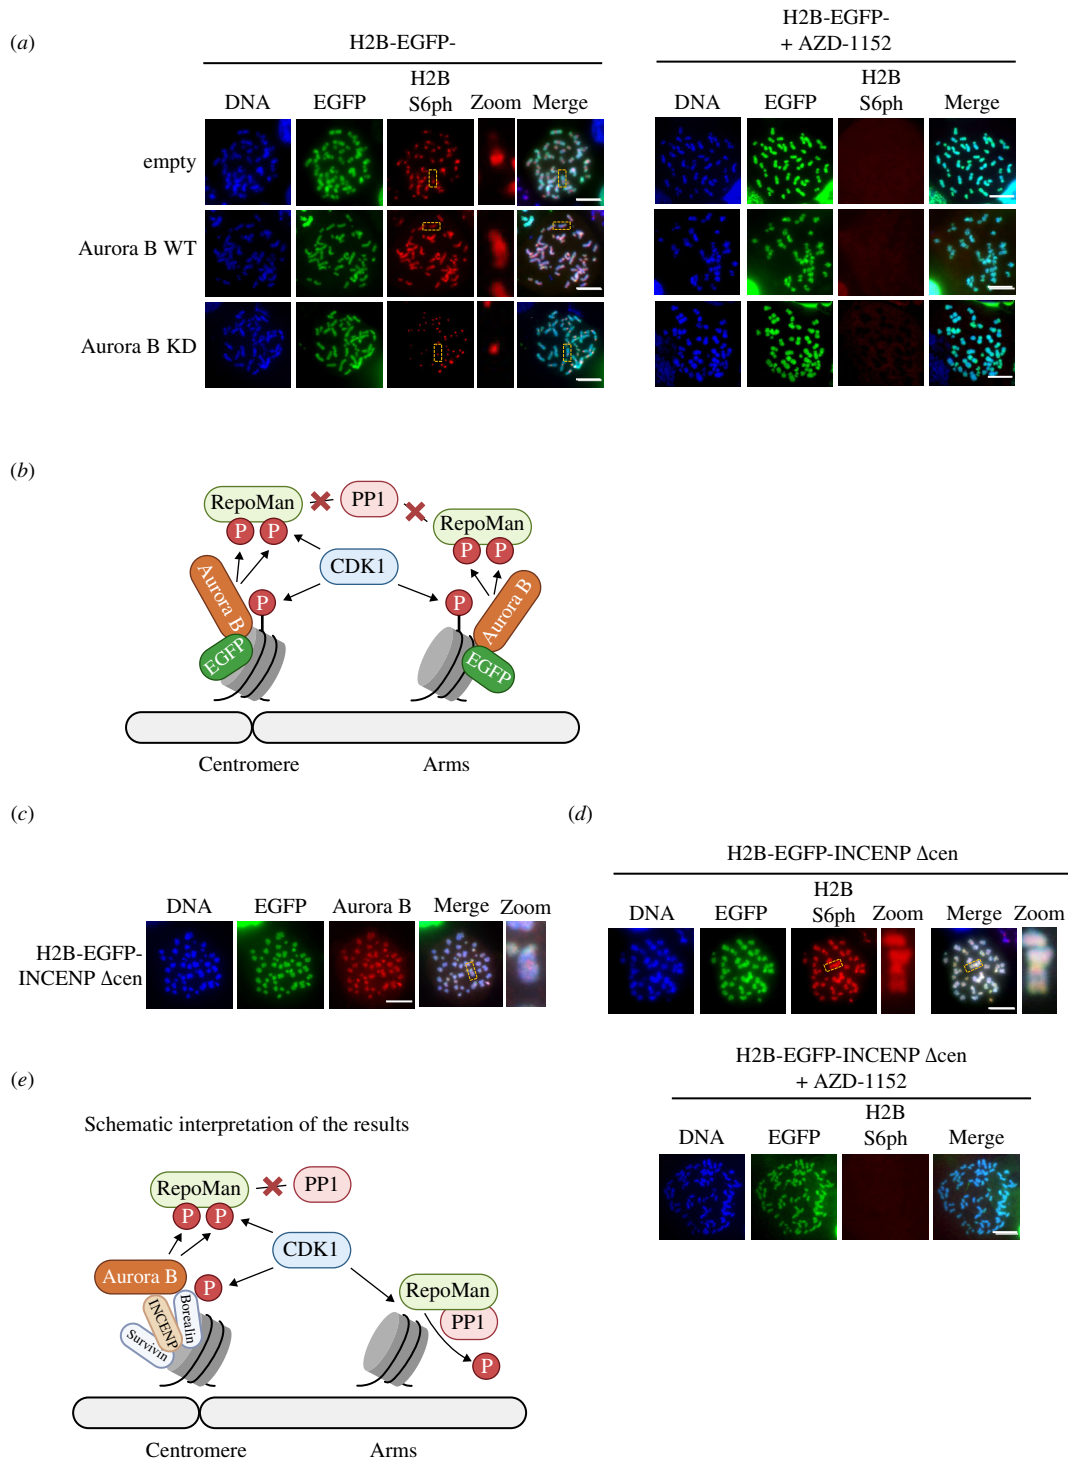 (a)
H2B-EGFP-
DNA EGFP H2B S6ph Zoom Merge
H2B-EGFP-
+ AZD-1152
DNA EGFP H2B S6ph Merge
empty
Aurora B WT
Aurora B KD
(b)
RepoMan PP1 RepoMan
P P P P
CDK1
Aurora B P P Aurora B
EGFP EGFP
Centromere Arms
(c)
DNA EGFP Aurora B Merge Zoom
H2B-EGFP-
INCENP Δcen
(d)
H2B-EGFP-INCENP Δcen
DNA EGFP H2B S6ph Zoom Merge Zoom
H2B-EGFP-INCENP Δcen
+ AZD-1152
DNA EGFP H2B S6ph Merge
(e)
Schematic interpretation of the results
RepoMan PP1
P P
CDK1
Aurora B P
INCENP Borealin
Survivin
RepoMan
PP1
P
Centromere Arms